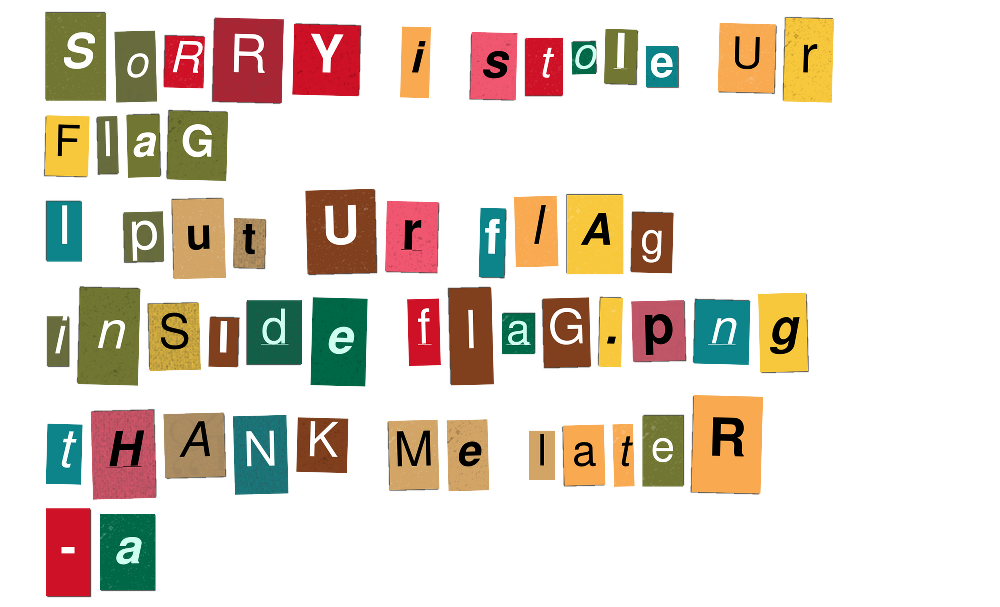 SoRRY i stole Ur
FlaG
I put Ur flAg
inSIde flaG.png
tHANK Me lateR
-a